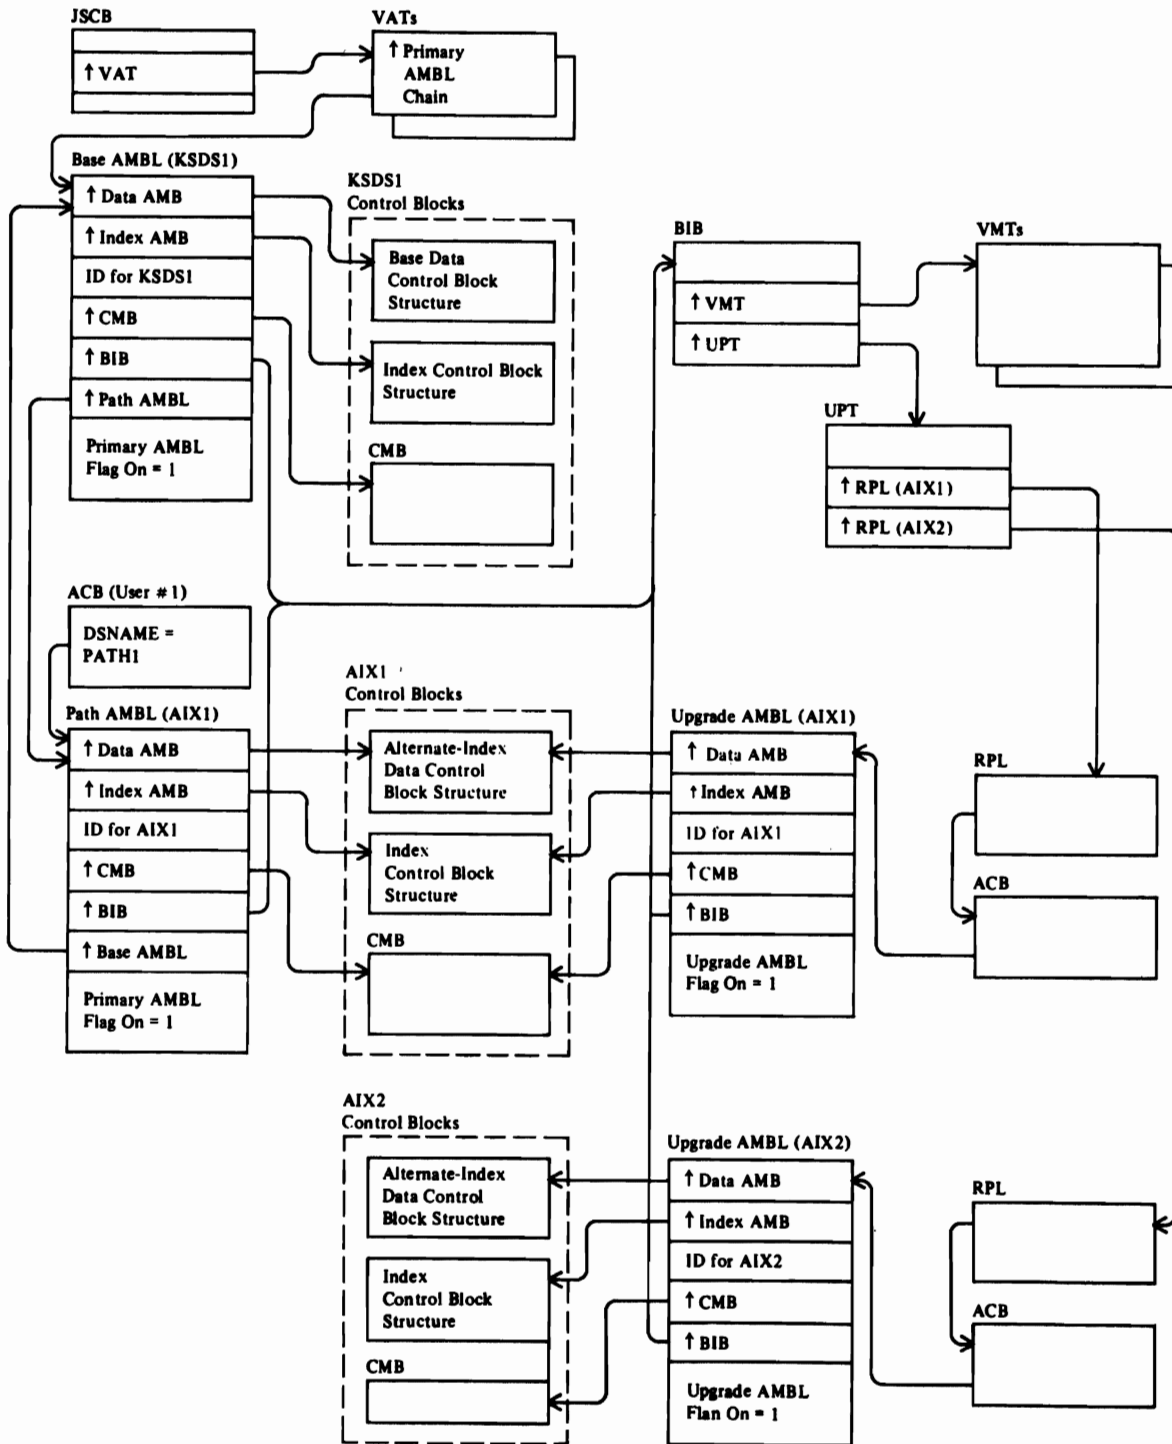 JSCB
↑ VAT
VATs
↑ Primary
AMBL
Chain
Base AMBL (KSDS1)
↑ Data AMB
↑ Index AMB
ID for KSDS1
↑ CMB
↑ BIB
↑ Path AMBL
Primary AMBL
Flag On = 1
KSDS1
Control Blocks
Base Data
Control Block
Structure
Index Control Block
Structure
CMB
BIB
↑ VMT
↑ UPT
VMTs
UPT
↑ RPL (AIX1)
↑ RPL (AIX2)
ACB (User # 1)
DSNAME =
PATH1
Path AMBL (AIX1)
↑ Data AMB
↑ Index AMB
ID for AIX1
↑ CMB
↑ BIB
↑ Base AMBL
Primary AMBL
Flag On = 1
AIX1
Control Blocks
Alternate-Index
Data Control
Block Structure
Index
Control Block
Structure
CMB
Upgrade AMBL (AIX1)
↑ Data AMB
↑ Index AMB
ID for AIX1
↑ CMB
↑ BIB
Upgrade AMBL
Flag On = 1
RPL
ACB
AIX2
Control Blocks
Alternate-Index
Data Control
Block Structure
Index
Control Block
Structure
CMB
Upgrade AMBL (AIX2)
↑ Data AMB
↑ Index AMB
ID for AIX2
↑ CMB
↑ BIB
Upgrade AMBL
Flan On = 1
RPL
ACB